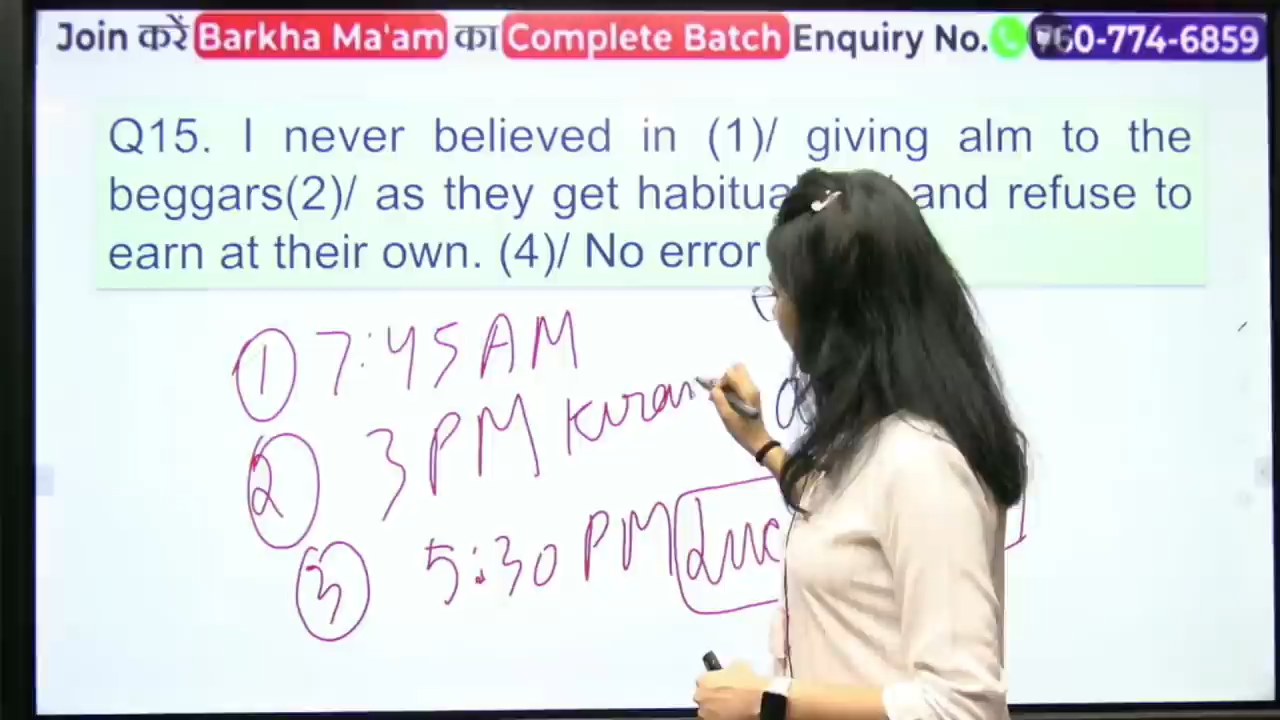 Join करें Barkha Ma'am का Complete Batch Enquiry No. 760-774-6859
Q15. I never believed in (1)/ giving alm to the
beggars(2)/ as they get and refuse to
earn at their own. (4)/ No error
1 7:45 AM
2 3 PM Kiran
3 5:30 PM